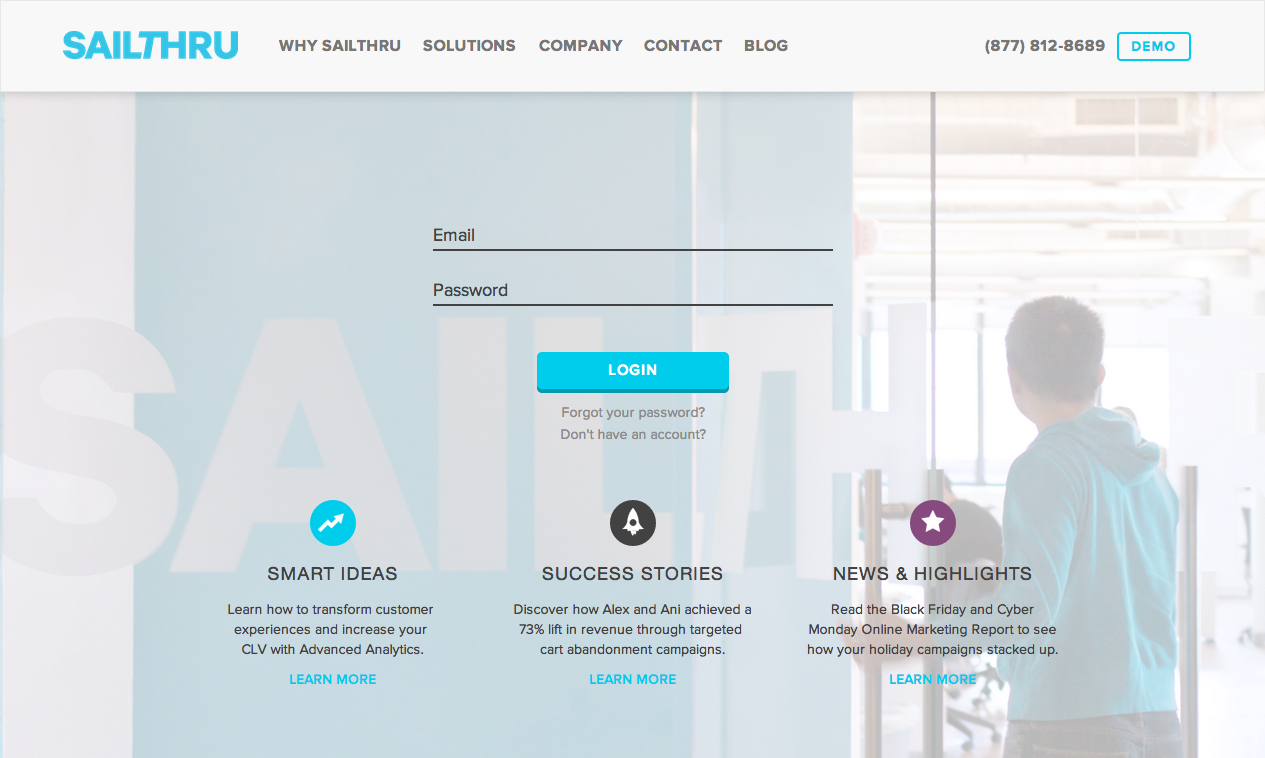 SAILTHRU
WHY SAILTHRU SOLUTIONS COMPANY CONTACT BLOG (877) 812-8689 DEMO
Email
Password
SAILTH
LOGIN
Forgot your password?
Don't have an account?
SMART IDEAS
Learn how to transform customer
experiences and increase your
CLV with Advanced Analytics.
LEARN MORE
SUCCESS STORIES
Discover how Alex and Ani achieved a
73% lift in revenue through targeted
cart abandonment campaigns.
LEARN MORE
NEWS & HIGHLIGHTS
Read the Black Friday and Cyber
Monday Online Marketing Report to see
how your holiday campaigns stacked up.
LEARN MORE